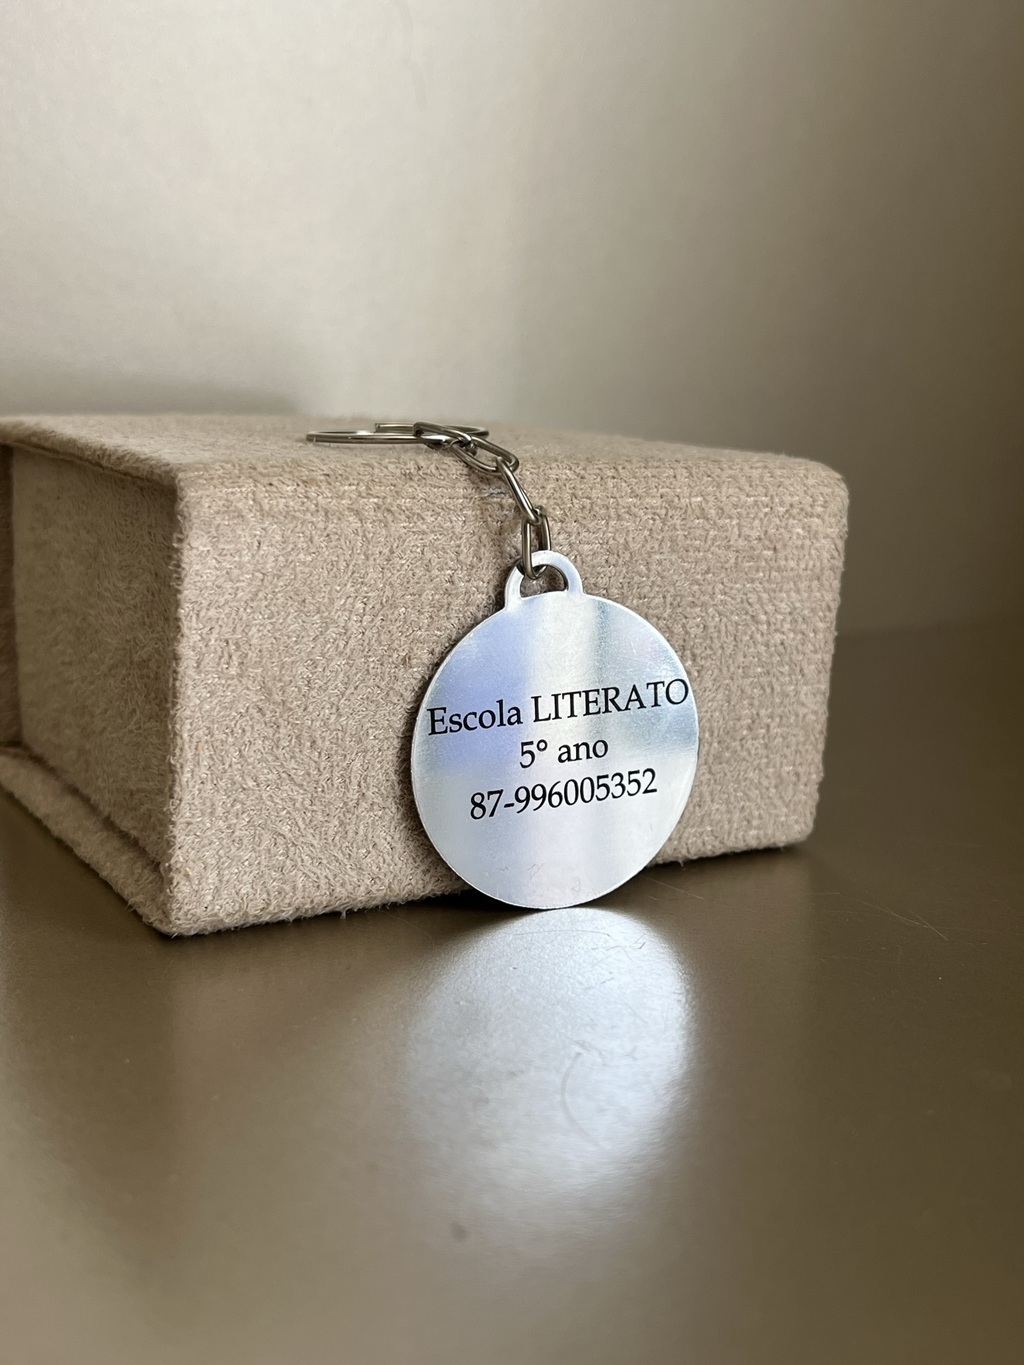 Escola LITERATO
5° ano
87-996005352